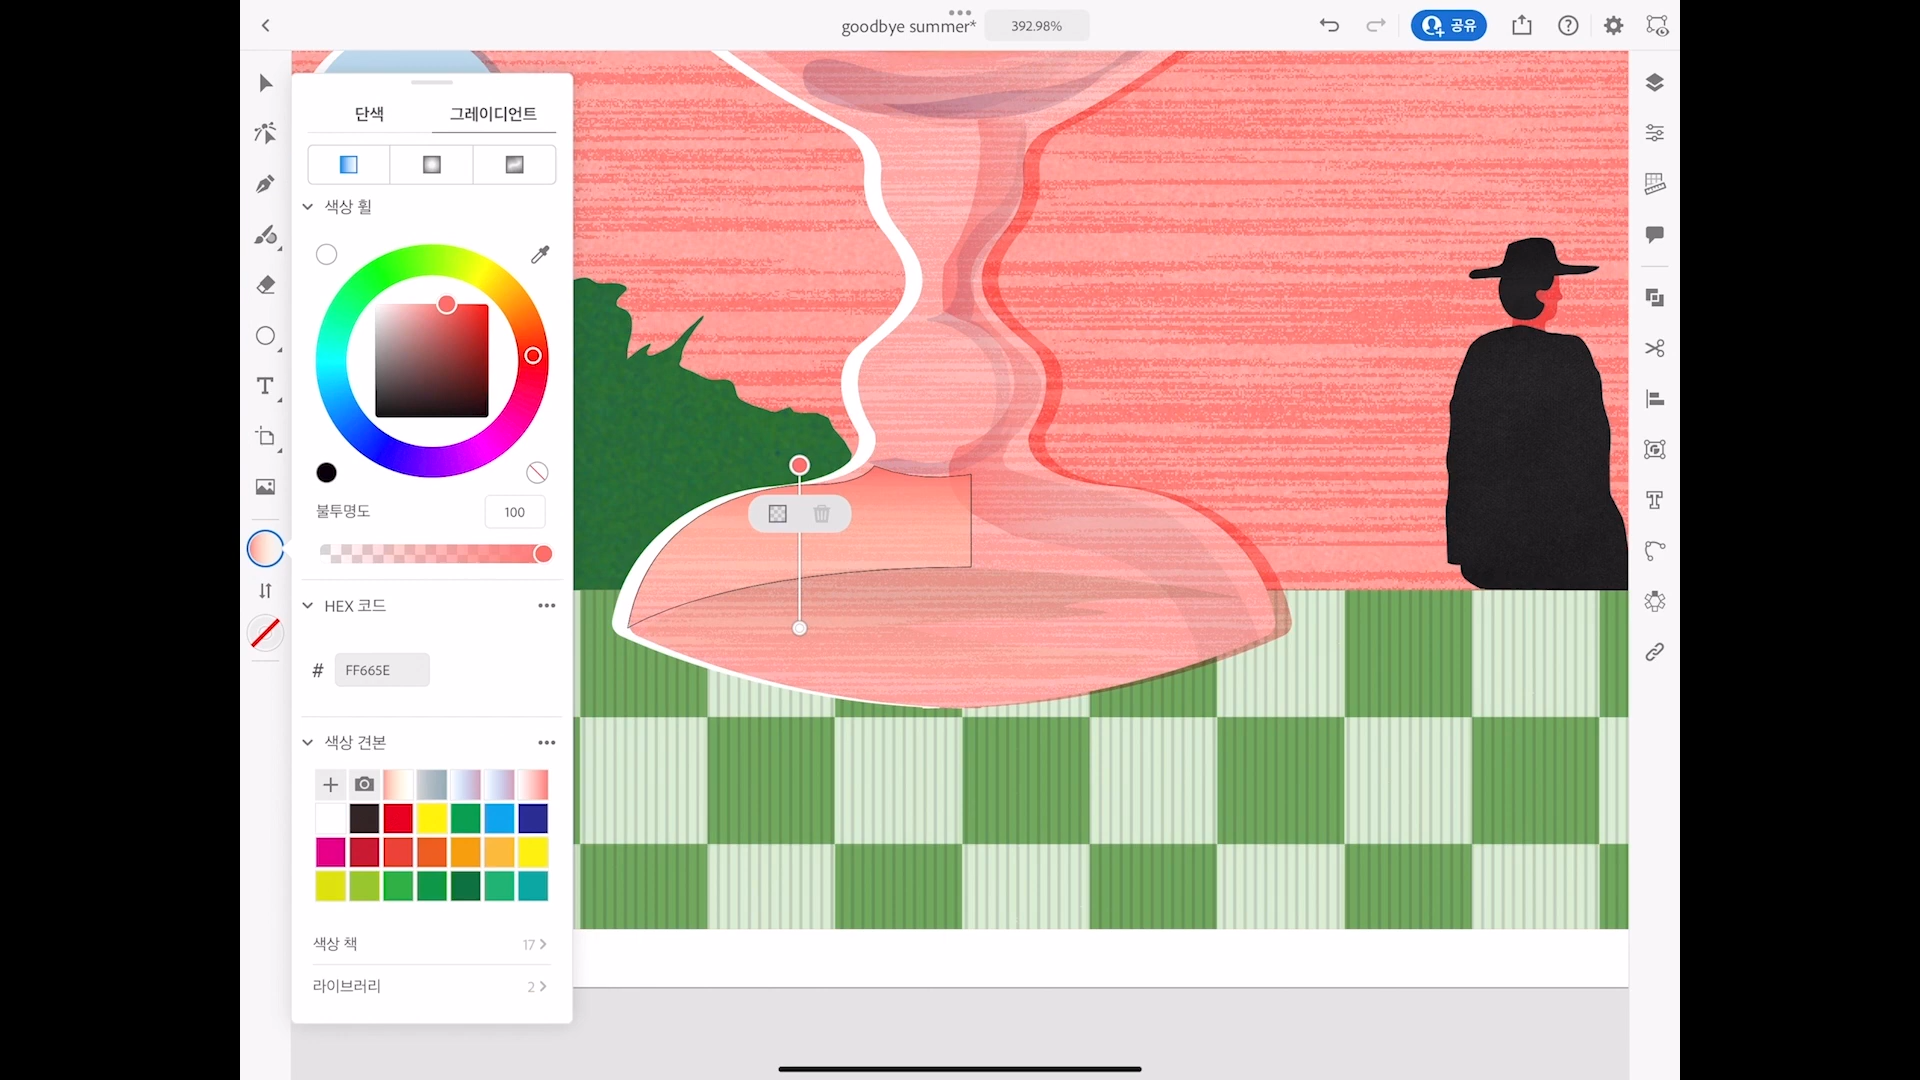 goodbye summer*
392.98%
공유
단색
그레이디언트
색상 휠
불투명도
100
HEX 코드
#
FF665E
색상 견본
색상 책
17
라이브러리
2